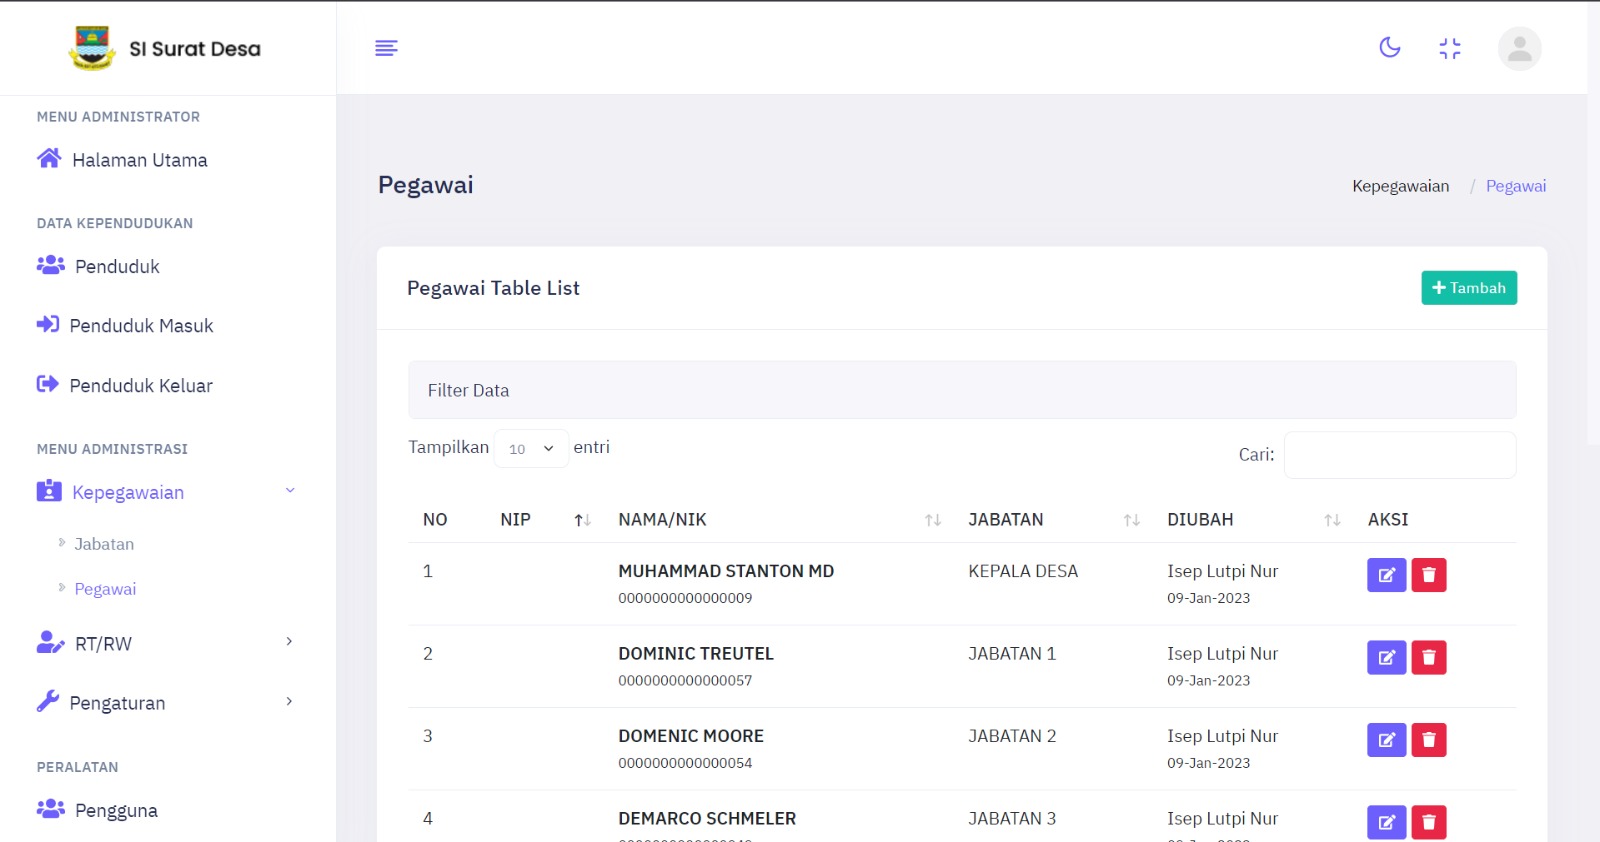 SI Surat Desa
MENU ADMINISTRATOR
Halaman Utama
DATA KEPENDUDUKAN
Penduduk
Penduduk Masuk
Penduduk Keluar
MENU ADMINISTRASI
Kepegawaian
Jabatan
Pegawai
RT/RW
Pengaturan
PERALATAN
Pengguna
Pegawai
Kepegawaian / Pegawai
Pegawai Table List
Tambah
Filter Data
Tampilkan 10 entri
Cari:
NO NIP NAMA/NIK JABATAN DIUBAH AKSI
1 MUHAMMAD STANTON MD KEPALA DESA Isep Lutpi Nur
0000000000000009 09-Jan-2023
2 DOMINIC TREUTEL JABATAN 1 Isep Lutpi Nur
0000000000000057 09-Jan-2023
3 DOMENIC MOORE JABATAN 2 Isep Lutpi Nur
0000000000000054 09-Jan-2023
4 DEMARCO SCHMELER JABATAN 3 Isep Lutpi Nur